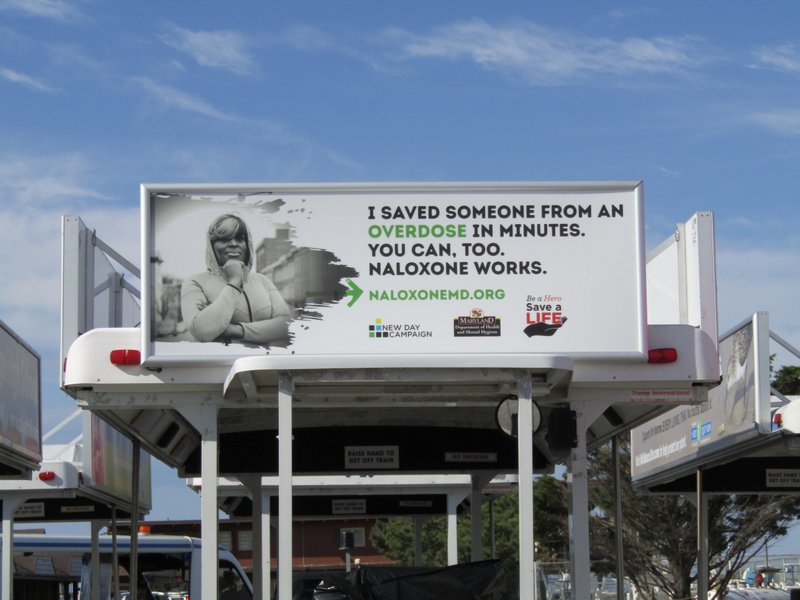 I SAVED SOMEONE FROM AN
OVERDOSE IN MINUTES.
YOU CAN, TOO.
NALOXONE WORKS.
NALOXONEMD.ORG
NEW DAY
CAMPAIGN
MARYLAND
Department of Health
and Mental Hygiene
Be a Hero
Save a
LIFE
Tramp International
RAISE HAND TO
GET OFF TRAIN
NO SMOKING
RAISE HAND TO
GET OFF TRAIN